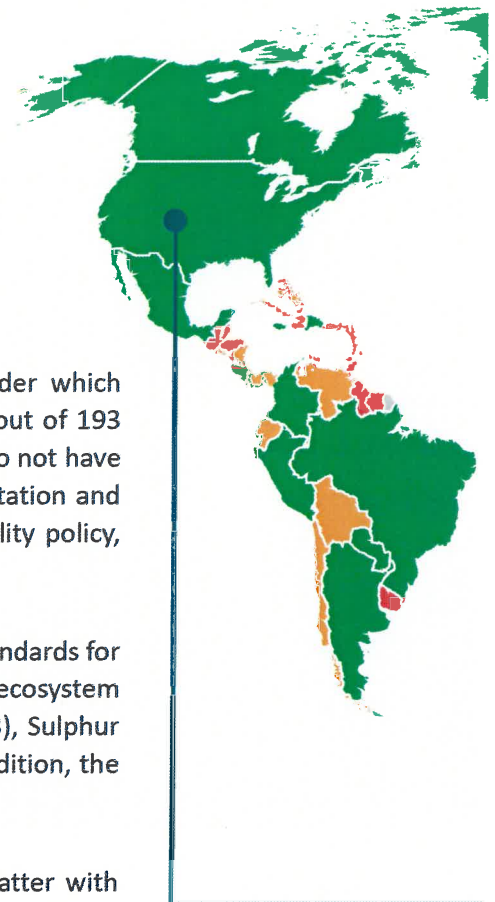 der which
out of 193
o not have
tation and
lity policy,
ndards for
ecosystem
), Sulphur
dition, the
atter with